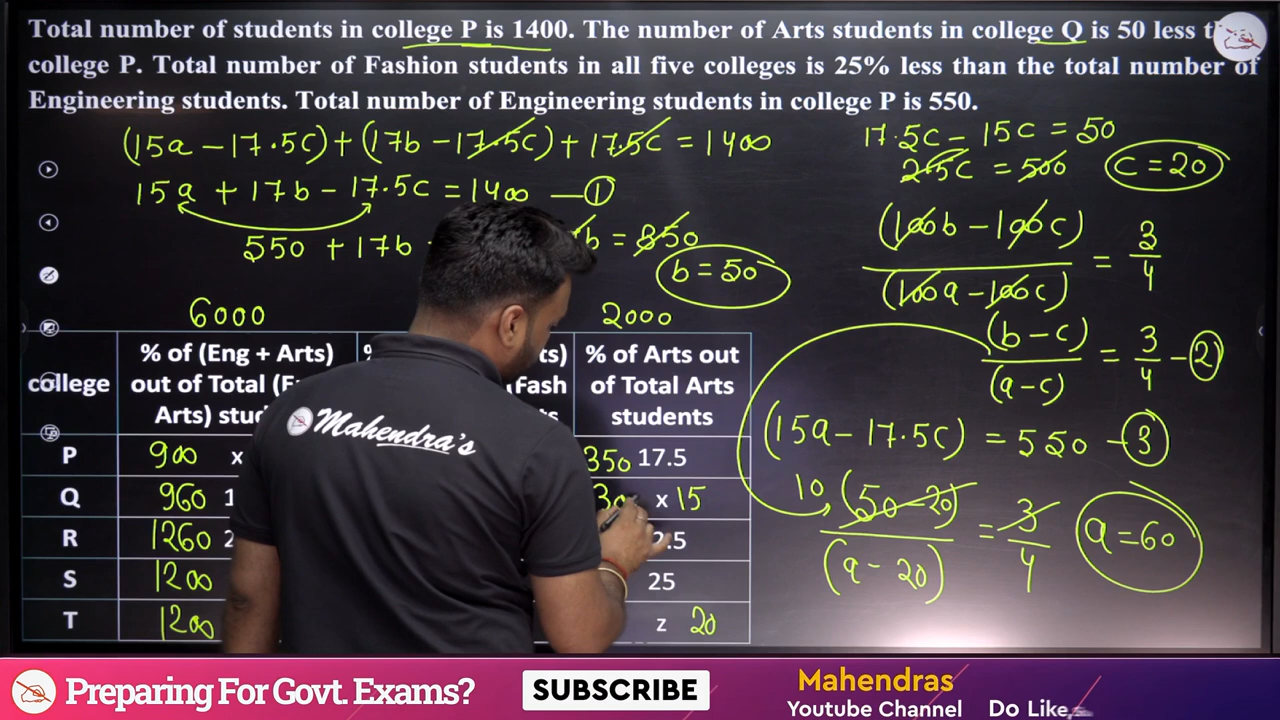 Total number of students in college P is 1400. The number of Arts students in college Q is 50 less
college P. Total number of Fashion students in all five colleges is 25% less than the total number of
Engineering students. Total number of Engineering students in college P is 550.
(15a - 17.5c) + (17b - 17.5c) + 17.5c = 1400
15a + 17b - 17.5c = 1400 - ①
550 + 17b
b = 850
b = 50
17.5c - 15c = 50
2.5c = 500
c = 20
(100b - 100c)
(100a - 100c)
= 3/4
(b - c)
(a - c)
= 3/4 - ②
(15a - 17.5c) = 550 - ③
10 (50 - 20)
(a - 20)
= 3/4
a = 60
6000
2000
college
% of (Eng + Arts)
out of Total
Arts)
Fash
% of Arts out
of Total Arts
students
P 900 x 350 17.5
Q 960 1 30 x 15
R 1260 2 .5
S 1200 25
T 1200 z 20
Mahendra's
Preparing For Govt. Exams?
SUBSCRIBE
Mahendras
Youtube Channel Do Like,